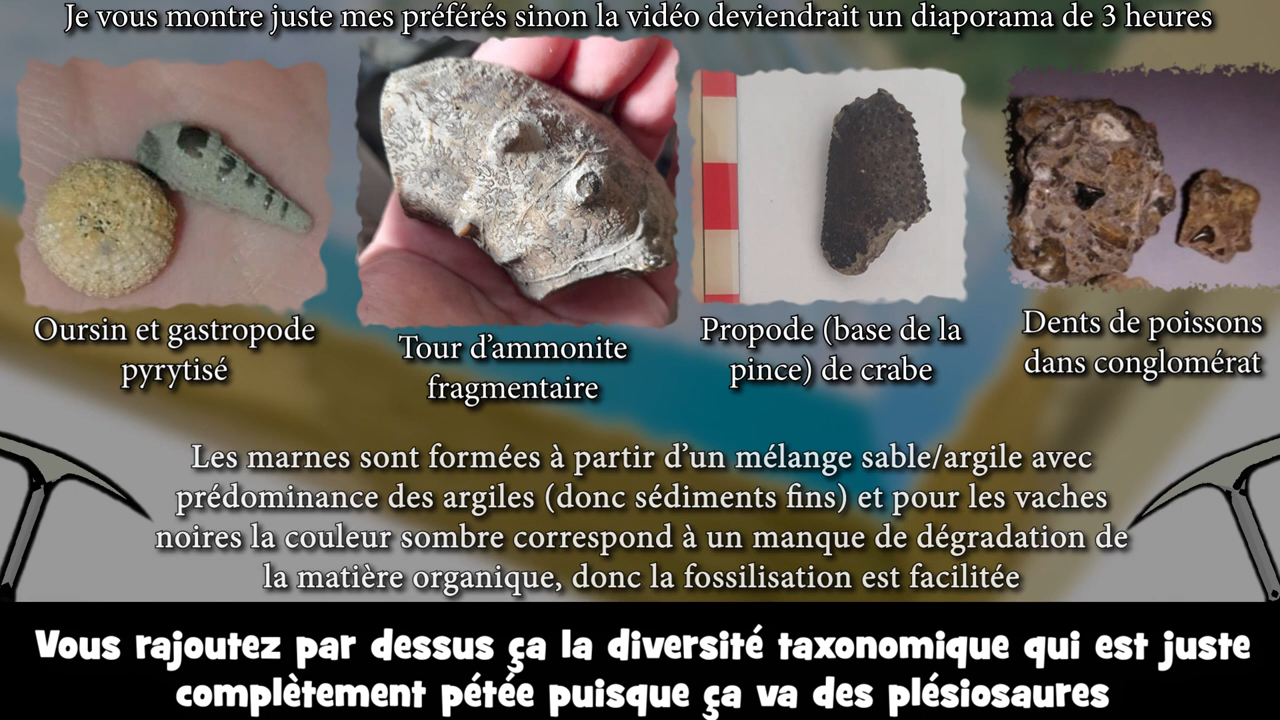 Je vous montre juste mes préférés sinon la vidéo deviendrait un diaporama de 3 heures
Oursin et gastropode
pyrytisé
Tour d'ammonite
fragmentaire
Propode (base de la
pince) de crabe
Dents de poissons
dans conglomérat
Les marnes sont formées à partir d'un mélange sable/argile avec
prédominance des argiles (donc sédiments fins) et pour les vaches
noires la couleur sombre correspond à un manque de dégradation de
la matière organique, donc la fossilisation est facilitée
Vous rajoutez par dessus ça la diversité taxonomique qui est juste
complètement pétée puisque ça va des plésiosaures